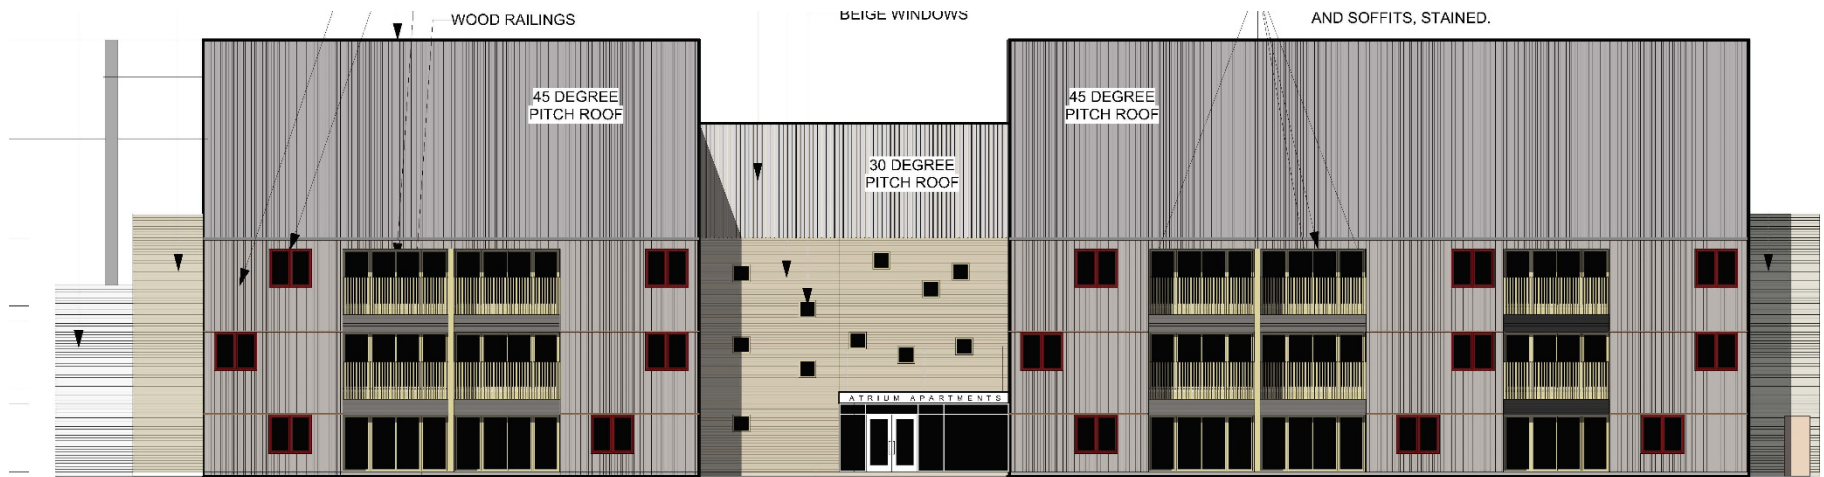 WOOD RAILINGS
BEIGE WINDOWS
AND SOFFITS, STAINED.
45 DEGREE
PITCH ROOF
45 DEGREE
PITCH ROOF
30 DEGREE
PITCH ROOF
ATRIUM APARTMENTS